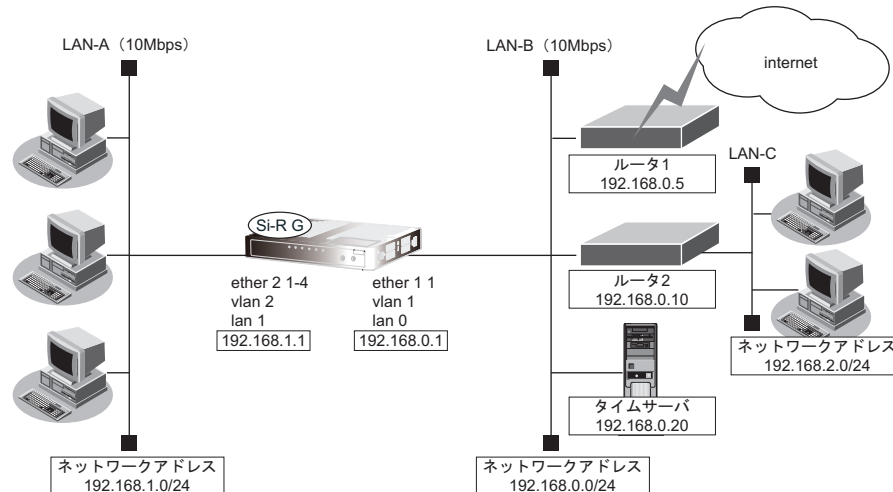 LAN-A（10Mbps）
LAN-B（10Mbps）
internet
ルータ1
192.168.0.5
LAN-C
Si-R G
ether 2 1-4
vlan 2
lan 1
192.168.1.1
ether 1 1
vlan 1
lan 0
192.168.0.1
ルータ2
192.168.0.10
ネットワークアドレス
192.168.2.0/24
タイムサーバ
192.168.0.20
ネットワークアドレス
192.168.1.0/24
ネットワークアドレス
192.168.0.0/24